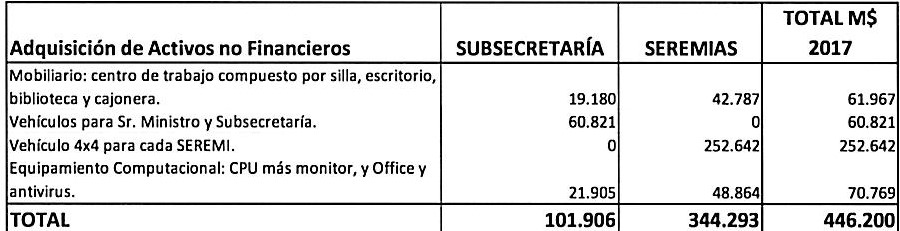 TOTAL M$
Adquisición de Activos no Financieros SUBSECRETARÍA SEREMIAS 2017
Mobiliario: centro de trabajo compuesto por silla, escritorio,
biblioteca y cajonera. 19.180 42.787 61.967
Vehículos para Sr. Ministro y Subsecretaría. 60.821 0 60.821
Vehículo 4x4 para cada SEREMI. 0 252.642 252.642
Equipamiento Computacional: CPU más monitor, y Office y
antivirus. 21.905 48.864 70.769
TOTAL 101.906 344.293 446.200